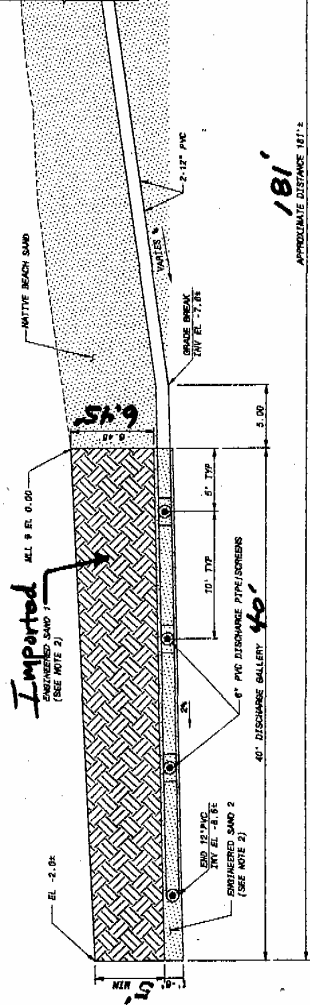 NATIVE BEACH SAND
2-12" PVC
VARIES
181'
APPROXIMATE DISTANCE 181'±
GRADE BREAK
INV EL -7.8±
6.45'
6.45'
5.00
MLL @ EL 0.00
5' TYP
10' TYP
Imported
ENGINEERED SAND 1
(SEE NOTE 2)
6" PVC DISCHARGE PIPE/SCREENS
40' DISCHARGE GALLERY
40'
2%
END 12"PVC
INV EL -8.6±
ENGINEERED SAND 2
(SEE NOTE 2)
EL -2.0±
MIN